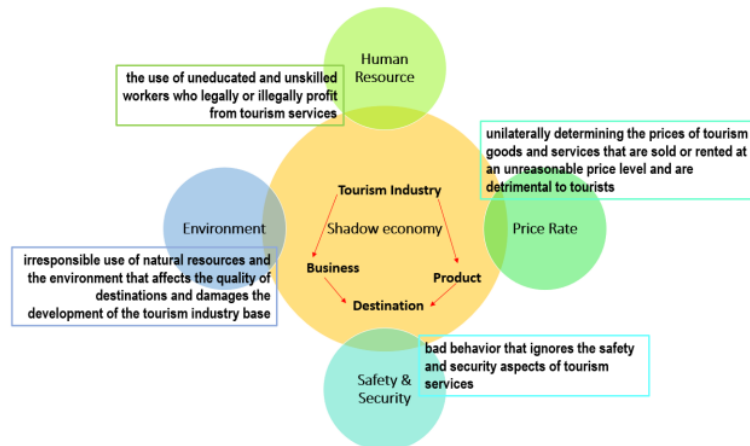 Human
Resource
the use of uneducated and unskilled
workers who legally or illegally profit
from tourism services
unilaterally determining the prices of tourism
goods and services that are sold or rented at
an unreasonable price level and are
detrimental to tourists
Tourism Industry
Environment
Shadow economy
Price Rate
irresponsible use of natural resources and
the environment that affects the quality of
destinations and damages the
development of the tourism industry base
Business
Product
Destination
bad behavior that ignores the safety
and security aspects of tourism
services
Safety &
Security